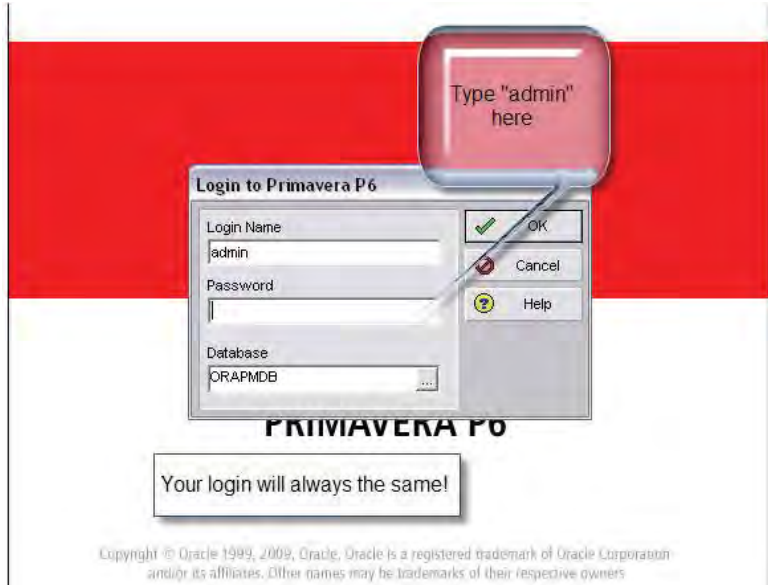 Type "admin"
here
Login to Primavera P6
Login Name
admin
Password
Database
ORAPMDB
...
OK
Cancel
Help
PRIMAVERA P6
Your login will always the same!
Copyright © Oracle 1999, 2009, Oracle, Oracle is a registered trademark of Oracle Corporation
and/or its affiliates. Other names may be trademarks of their respective owners